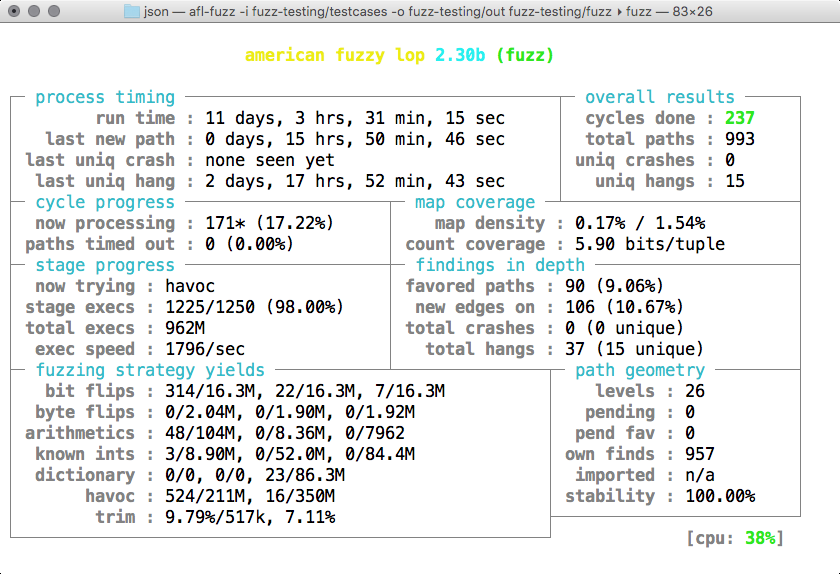 json — afl-fuzz -i fuzz-testing/testcases -o fuzz-testing/out fuzz-testing/fuzz ▸ fuzz — 83×26
american fuzzy lop 2.30b (fuzz)
process timing overall results
run time : 11 days, 3 hrs, 31 min, 15 sec cycles done : 237
last new path : 0 days, 15 hrs, 50 min, 46 sec total paths : 993
last uniq crash : none seen yet uniq crashes : 0
last uniq hang : 2 days, 17 hrs, 52 min, 43 sec uniq hangs : 15
cycle progress map coverage
now processing : 171* (17.22%) map density : 0.17% / 1.54%
paths timed out : 0 (0.00%) count coverage : 5.90 bits/tuple
stage progress findings in depth
now trying : havoc favored paths : 90 (9.06%)
stage execs : 1225/1250 (98.00%) new edges on : 106 (10.67%)
total execs : 962M total crashes : 0 (0 unique)
exec speed : 1796/sec total hangs : 37 (15 unique)
fuzzing strategy yields path geometry
bit flips : 314/16.3M, 22/16.3M, 7/16.3M levels : 26
byte flips : 0/2.04M, 0/1.90M, 0/1.92M pending : 0
arithmetics : 48/104M, 0/8.36M, 0/7962 pend fav : 0
known ints : 3/8.90M, 0/52.0M, 0/84.4M own finds : 957
dictionary : 0/0, 0/0, 23/86.3M imported : n/a
havoc : 524/211M, 16/350M stability : 100.00%
trim : 9.79%/517k, 7.11%
[cpu: 38%]